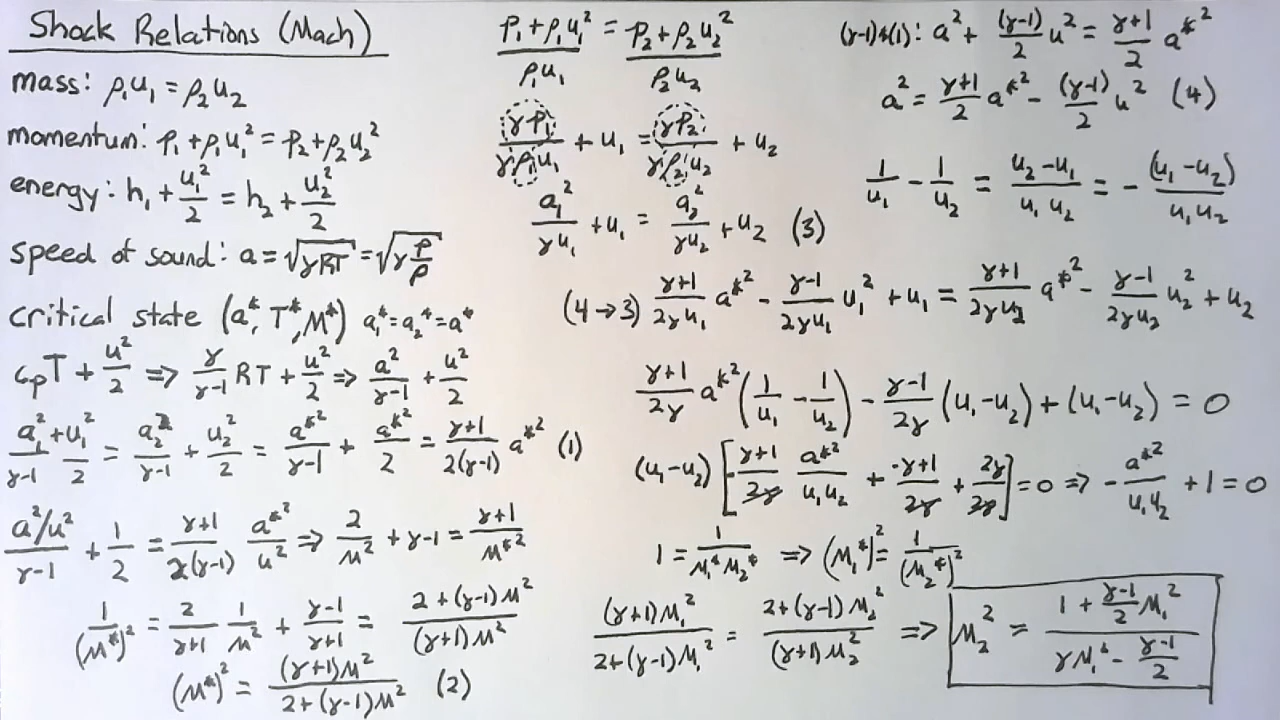 Shock Relations (Mach)
mass: ρ₁u₁ = ρ₂u₂
momentum: p₁ + ρ₁u₁² = p₂ + ρ₂u₂²
energy: h₁ + u₁²/2 = h₂ + u₂²/2
speed of sound: a = √(γRT) = √(γ p/ρ)
critical state (a*, T*, M*) a₁* = a₂* = a*
cₚT + u²/2 ⇒ γ/(γ-1) RT + u²/2 ⇒ a²/(γ-1) + u²/2
a₁²/(γ-1) + u₁²/2 = a₂²/(γ-1) + u₂²/2 = a*²/(γ-1) + a*²/2 = (γ+1)/(2(γ-1)) a*² (1)
(a²/u²)/(γ-1) + 1/2 = (γ+1)/(2(γ-1)) a*²/u² ⇒ 2/M² + γ-1 = (γ+1)/M*²
1/(M*)² = 2/(γ+1) 1/M² + (γ-1)/(γ+1) = (2+(γ-1)M²)/((γ+1)M²)
(M*)² = ((γ+1)M²)/(2+(γ-1)M²) (2)
(p₁ + ρ₁u₁²)/(ρ₁u₁) = (p₂ + ρ₂u₂²)/(ρ₂u₂)
γp₁/(γρ₁u₁) + u₁ = γp₂/(γρ₂u₂) + u₂
a₁²/(γu₁) + u₁ = a₂²/(γu₂) + u₂ (3)
(γ-1)*(1): a² + (γ-1)/2 u² = (γ+1)/2 a*²
a² = (γ+1)/2 a*² - (γ-1)/2 u² (4)
1/u₁ - 1/u₂ = (u₂-u₁)/(u₁u₂) = -(u₁-u₂)/(u₁u₂)
(4→3) (γ+1)/(2γu₁) a*² - (γ-1)/(2γu₁) u₁² + u₁ = (γ+1)/(2γu₂) a*² - (γ-1)/(2γu₂) u₂² + u₂
(γ+1)/(2γ) a*² (1/u₁ - 1/u₂) - (γ-1)/(2γ) (u₁-u₂) + (u₁-u₂) = 0
(u₁-u₂) [-(γ+1)/(2γ) a*²/(u₁u₂) + (-γ+1)/(2γ) + 2γ/(2γ)] = 0 ⇒ -a*²/(u₁u₂) + 1 = 0
1 = 1/(M₁*M₂*) ⇒ (M₁*)² = 1/(M₂*)²
((γ+1)M₁²)/(2+(γ-1)M₁²) = (2+(γ-1)M₂²)/((γ+1)M₂²) ⇒ M₂² = (1 + (γ-1)/2 M₁²)/(γM₁² - (γ-1)/2)